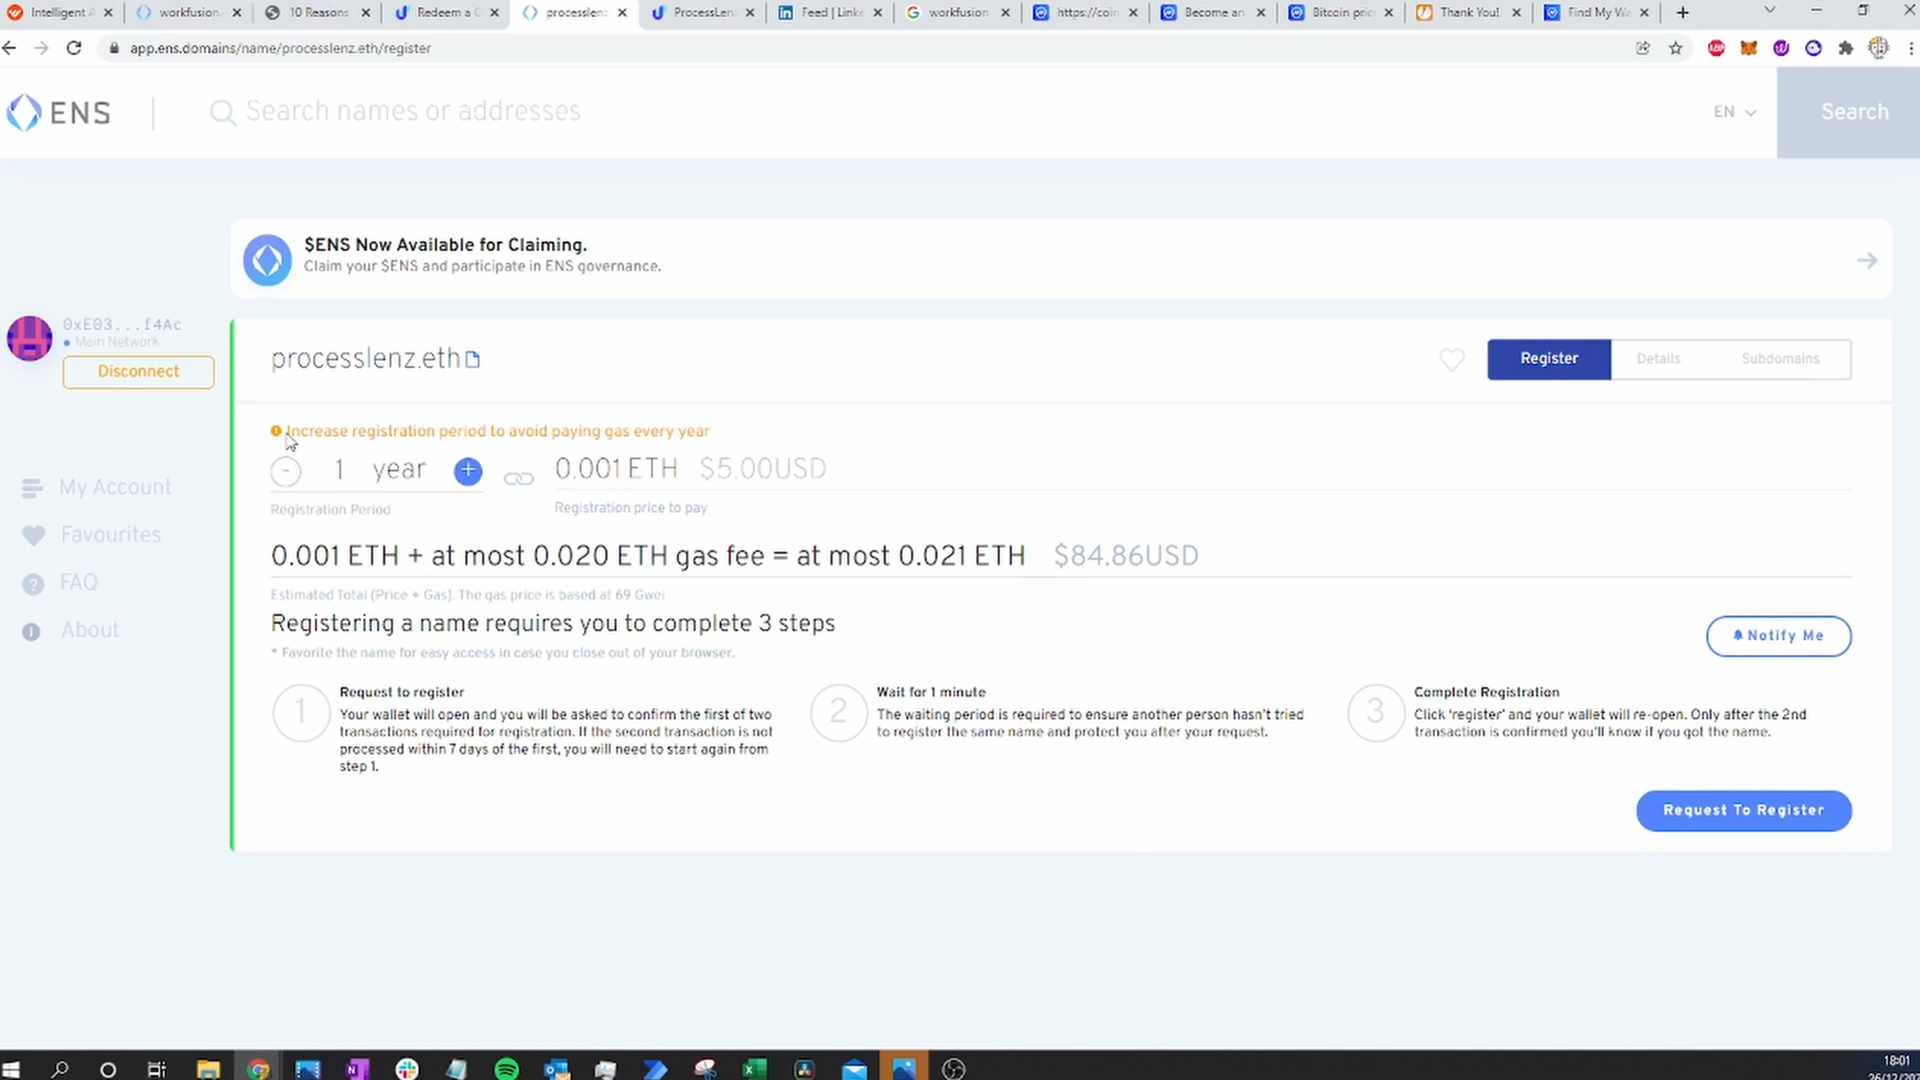 Intelligent A
workfusion.
10 Reasons
Redeem a G
processlenz
ProcessLenz
Feed | Linke
workfusion
https://coin
Become an
Bitcoin pric
Thank You!
Find My Wa
app.ens.domains/name/processlenz.eth/register
ENS
Search names or addresses
EN
Search
$ENS Now Available for Claiming.
Claim your $ENS and participate in ENS governance.
0xE03...f4Ac
Main Network
Disconnect
processlenz.eth
Register
Details
Subdomains
Increase registration period to avoid paying gas every year
- 1 year +
0.001 ETH $5.00USD
Registration Period
Registration price to pay
My Account
Favourites
FAQ
About
0.001 ETH + at most 0.020 ETH gas fee = at most 0.021 ETH $84.86USD
Estimated Total (Price + Gas). The gas price is based at 69 Gwei
Registering a name requires you to complete 3 steps
* Favorite the name for easy access in case you close out of your browser.
Notify Me
1
Request to register
Your wallet will open and you will be asked to confirm the first of two
transactions required for registration. If the second transaction is not
processed within 7 days of the first, you will need to start again from
step 1.
2
Wait for 1 minute
The waiting period is required to ensure another person hasn't tried
to register the same name and protect you after your request.
3
Complete Registration
Click 'register' and your wallet will re-open. Only after the 2nd
transaction is confirmed you'll know if you got the name.
Request To Register
18:01